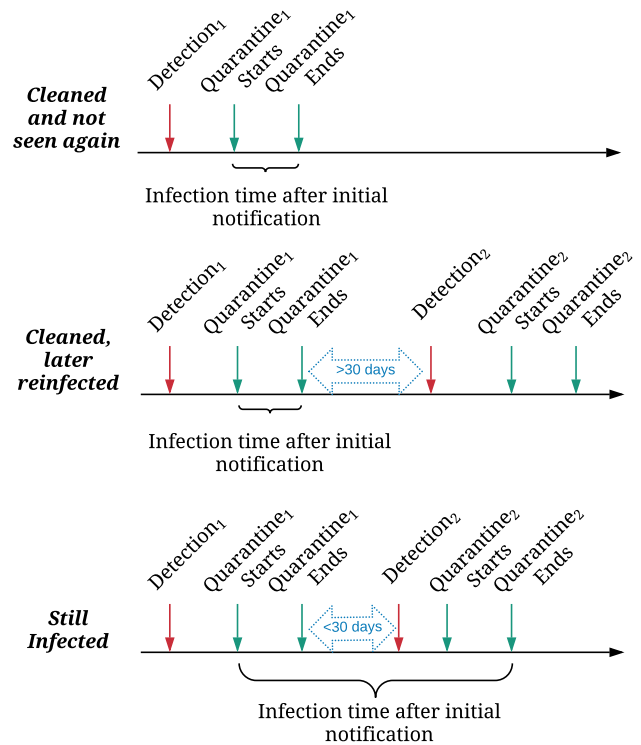 Detection1
Quarantine1
Starts
Quarantine1
Ends
Cleaned
and not
seen again
Infection time after initial
notification
Detection1
Quarantine1
Starts
Quarantine1
Ends
Detection2
Quarantine2
Starts
Quarantine2
Ends
Cleaned,
later
reinfected
>30 days
Infection time after initial
notification
Detection1
Quarantine1
Starts
Quarantine1
Ends
Detection2
Quarantine2
Starts
Quarantine2
Ends
Still
Infected
<30 days
Infection time after initial
notification